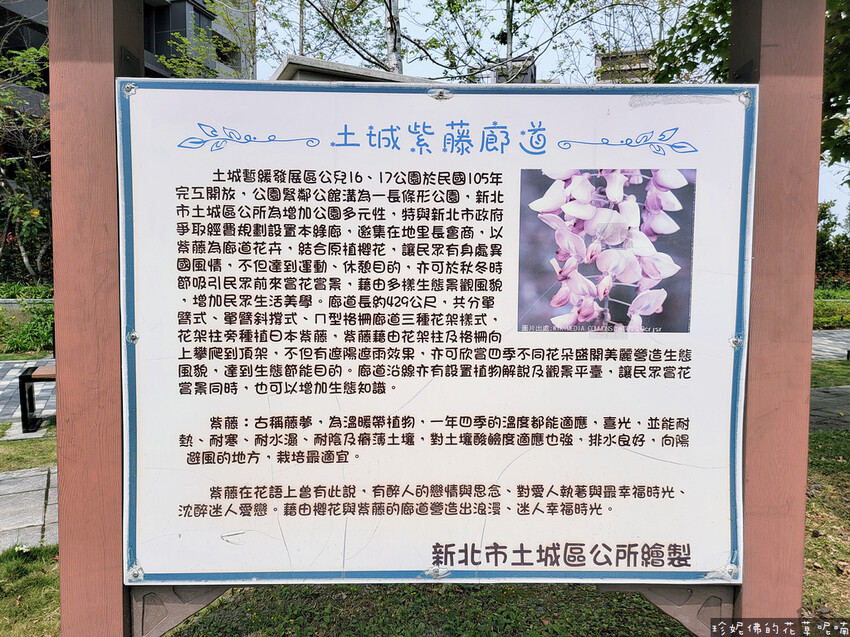 土城紫藤廊道
土城暫緩發展區公兒16、17公園於民國105年
完工開放，公園緊鄰公館溝為一長條形公園，新北
市土城區公所為增加公園多元性，特與新北市政府
爭取經費規劃設置本綠廊，邀集在地里長會商，以
紫藤為廊道花卉，結合原植櫻花，讓民眾有身處異
國風情，不但達到運動、休憩目的，亦可於秋冬時
節吸引民眾前來賞花賞景，藉由多樣生態景觀風貌
，增加民眾生活美學。廊道長約429公尺，共分單
臂式、單臂斜撐式、ㄇ型格柵廊道三種花架樣式，
花架柱旁種植日本紫藤，紫藤藉由花架柱及格柵向
上攀爬到頂架，不但有遮陽遮雨效果，亦可欣賞四季不同花朵盛開美麗營造生態
風貌，達到生態節能目的。廊道沿線亦有設置植物解說及觀景平臺，讓民眾賞花
賞景同時，也可以增加生態知識。
圖片出處:WIKIMEDIA COMMONS
紫藤：古稱藤夢，為溫暖帶植物，一年四季的溫度都能適應，喜光，並能耐
熱、耐寒、耐水濕、耐陰及瘠薄土壤，對土壤酸鹼度適應也強，排水良好，向陽
避風的地方，栽培最適宜。
紫藤在花語上曾有此說，有醉人的戀情與思念、對愛人執著與最幸福時光、
沈醉迷人愛戀。藉由櫻花與紫藤的廊道營造出浪漫、迷人幸福時光。
新北市土城區公所繪製
珍妮佛的花草呢喃